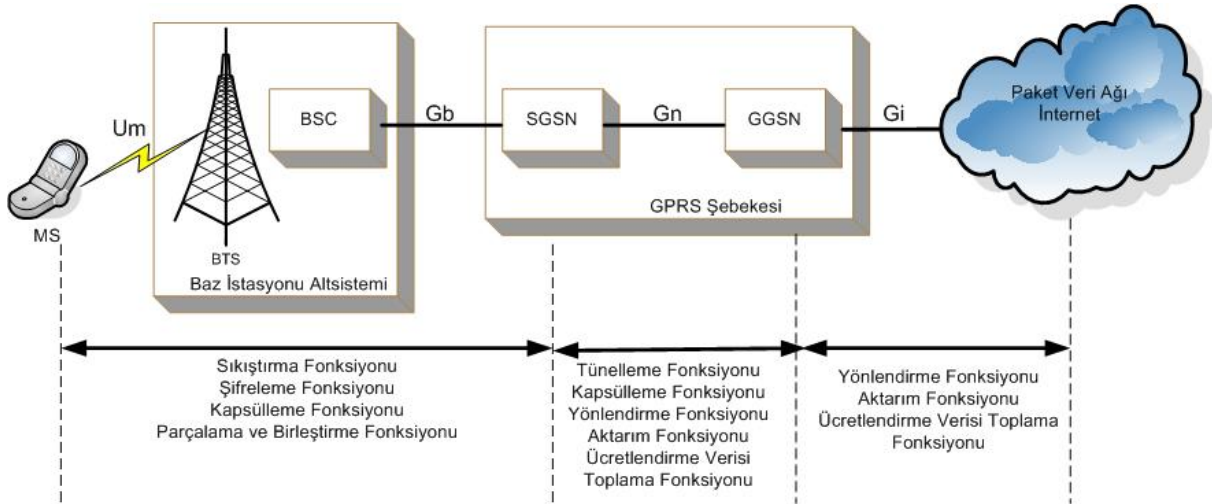 Um
MS
BTS
BSC
Baz İstasyonu Altsistemi
Gb
SGSN
Gn
GGSN
GPRS Şebekesi
Gi
Paket Veri Ağı
İnternet
Sıkıştırma Fonksiyonu
Şifreleme Fonksiyonu
Kapsülleme Fonksiyonu
Parçalama ve Birleştirme Fonksiyonu
Tünelleme Fonksiyonu
Kapsülleme Fonksiyonu
Yönlendirme Fonksiyonu
Aktarım Fonksiyonu
Ücretlendirme Verisi
Toplama Fonksiyonu
Yönlendirme Fonksiyonu
Aktarım Fonksiyonu
Ücretlendirme Verisi Toplama
Fonksiyonu